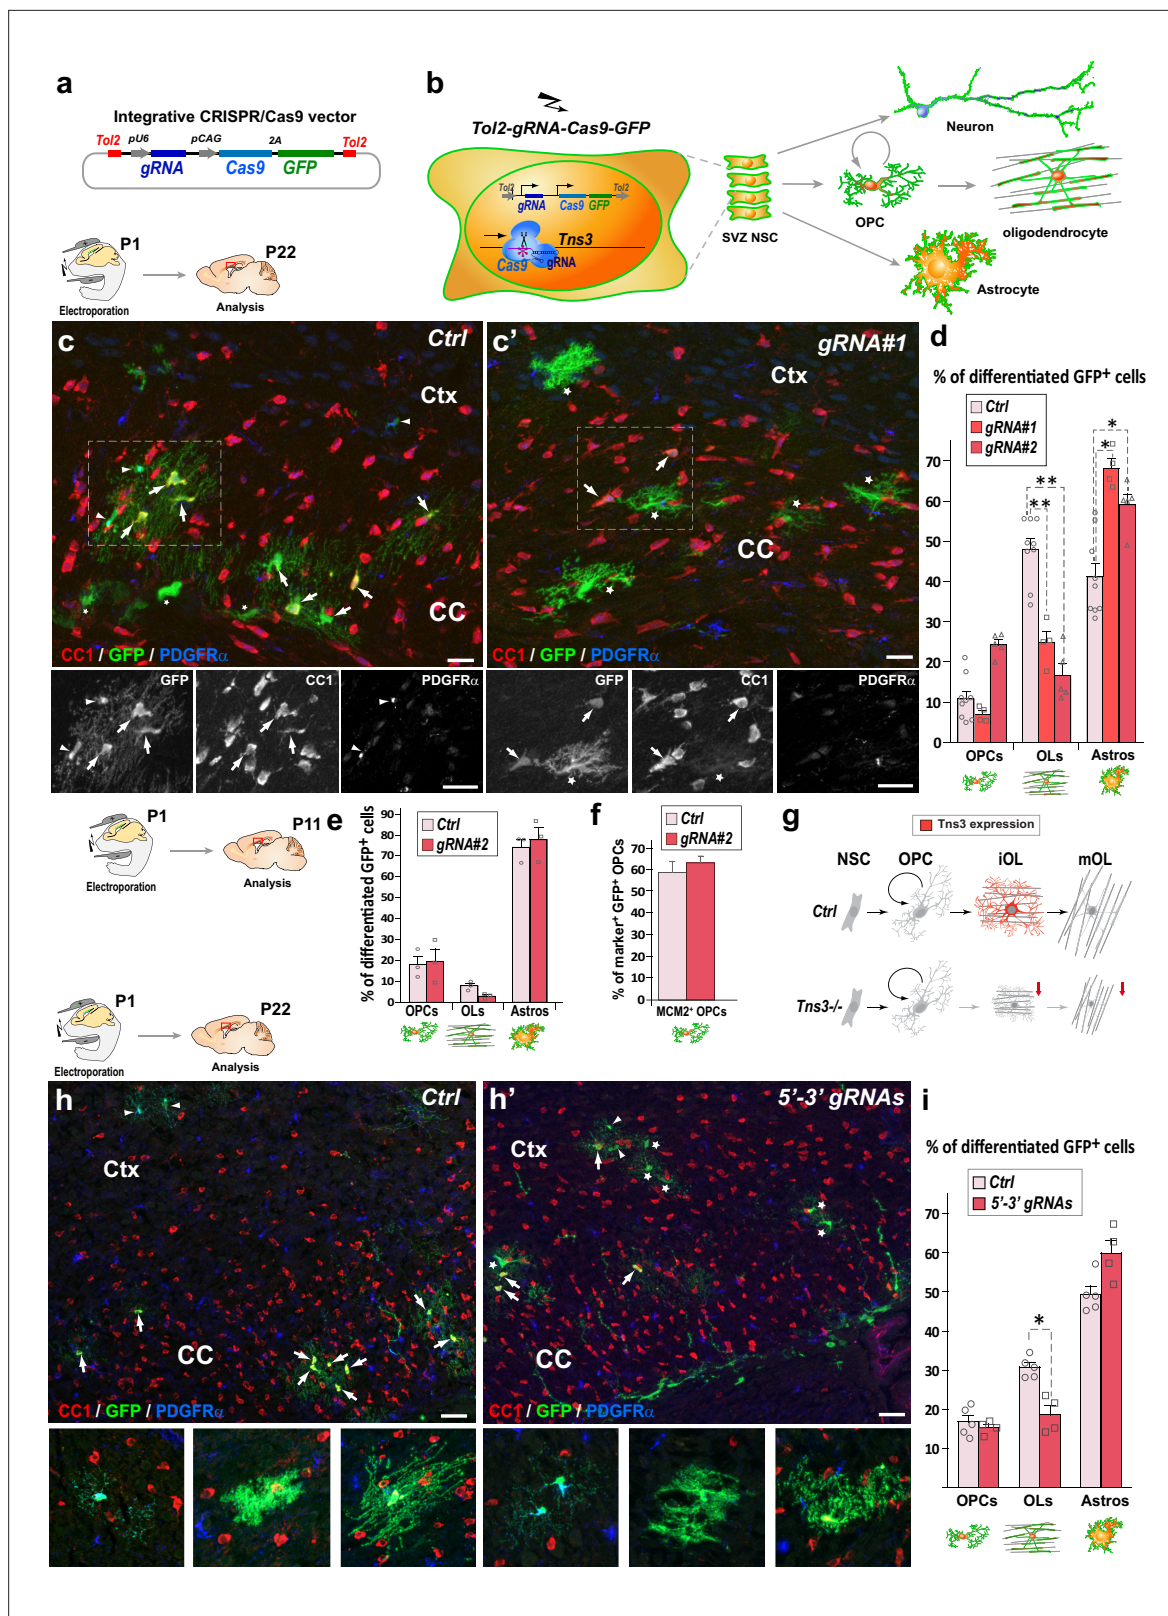 a
Integrative CRISPR/Cas9 vector
Tol2 pU6 pCAG 2A Tol2
gRNA Cas9 GFP
P1
P22
Electroporation
Analysis
b
Tol2-gRNA-Cas9-GFP
Tol2 Tol2
gRNA Cas9 GFP
Tns3
Cas9 gRNA
SVZ NSC
Neuron
OPC
oligodendrocyte
Astrocyte
c
Ctrl
Ctx
CC
CC1 / GFP / PDGFRα
GFP
CC1
PDGFRα
c'
gRNA#1
Ctx
CC
CC1 / GFP / PDGFRα
GFP
CC1
PDGFRα
d
% of differentiated GFP+ cells
Ctrl
gRNA#1
gRNA#2
70
60
50
40
30
20
10
0
** ** * *
OPCs OLs Astros
P1
P11
Electroporation
Analysis
e
% of differentiated GFP+ cells
Ctrl
gRNA#2
90
80
70
60
50
40
30
20
10
0
OPCs OLs Astros
f
% of marker+ GFP+ OPCs
Ctrl
gRNA#2
60
70
60
50
40
30
20
10
0
MCM2+ OPCs
g
Tns3 expression
NSC OPC iOL mOL
Ctrl
Tns3-/-
P1
P22
Electroporation
Analysis
h
Ctrl
Ctx
CC
CC1 / GFP / PDGFRα
h'
5'-3' gRNAs
Ctx
CC
CC1 / GFP / PDGFRα
i
% of differentiated GFP+ cells
Ctrl
5'-3' gRNAs
70
60
50
40
30
20
10
*
OPCs OLs Astros